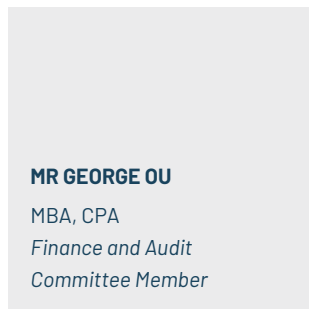 MR GEORGE OU
MBA, CPA
Finance and Audit
Committee Member